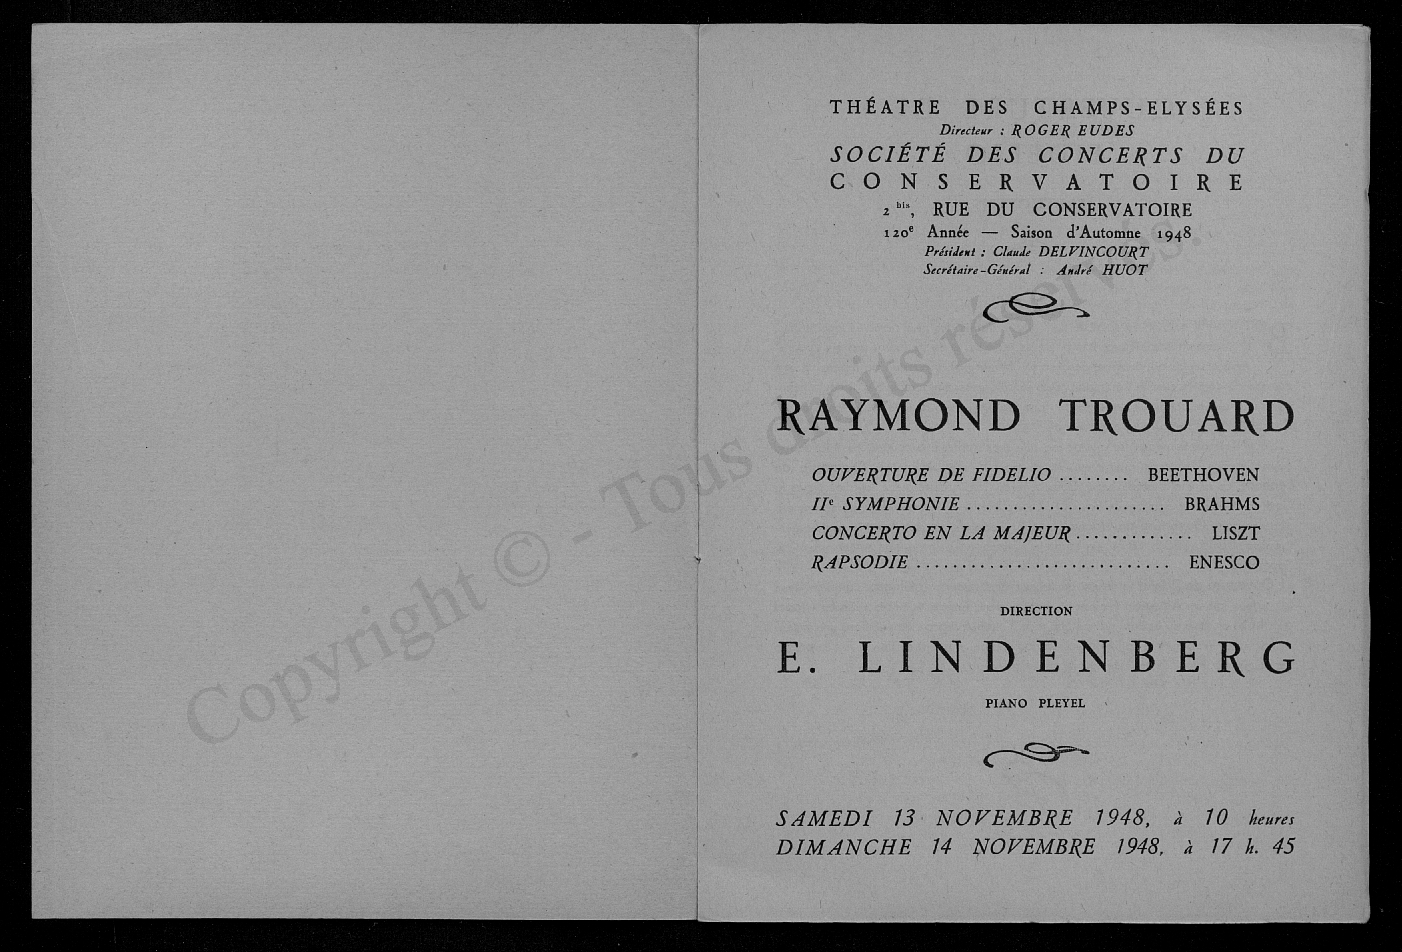 THÉATRE DES CHAMPS-ELYSÉES
Directeur : ROGER EUDES
SOCIÉTÉ DES CONCERTS DU
CONSERVATOIRE
2 bis, RUE DU CONSERVATOIRE
120e Année — Saison d'Automne 1948
Président : Claude DELVINCOURT
Secrétaire-Général : André HUOT
RAYMOND TROUARD
OUVERTURE DE FIDELIO ........ BEETHOVEN
IIe SYMPHONIE ...................... BRAHMS
CONCERTO EN LA MAJEUR ............. LISZT
RAPSODIE ............................ ENESCO
DIRECTION
E. LINDENBERG
PIANO PLEYEL
SAMEDI 13 NOVEMBRE 1948, à 10 heures
DIMANCHE 14 NOVEMBRE 1948, à 17 h. 45
Copyright © - Tous droits réservés.